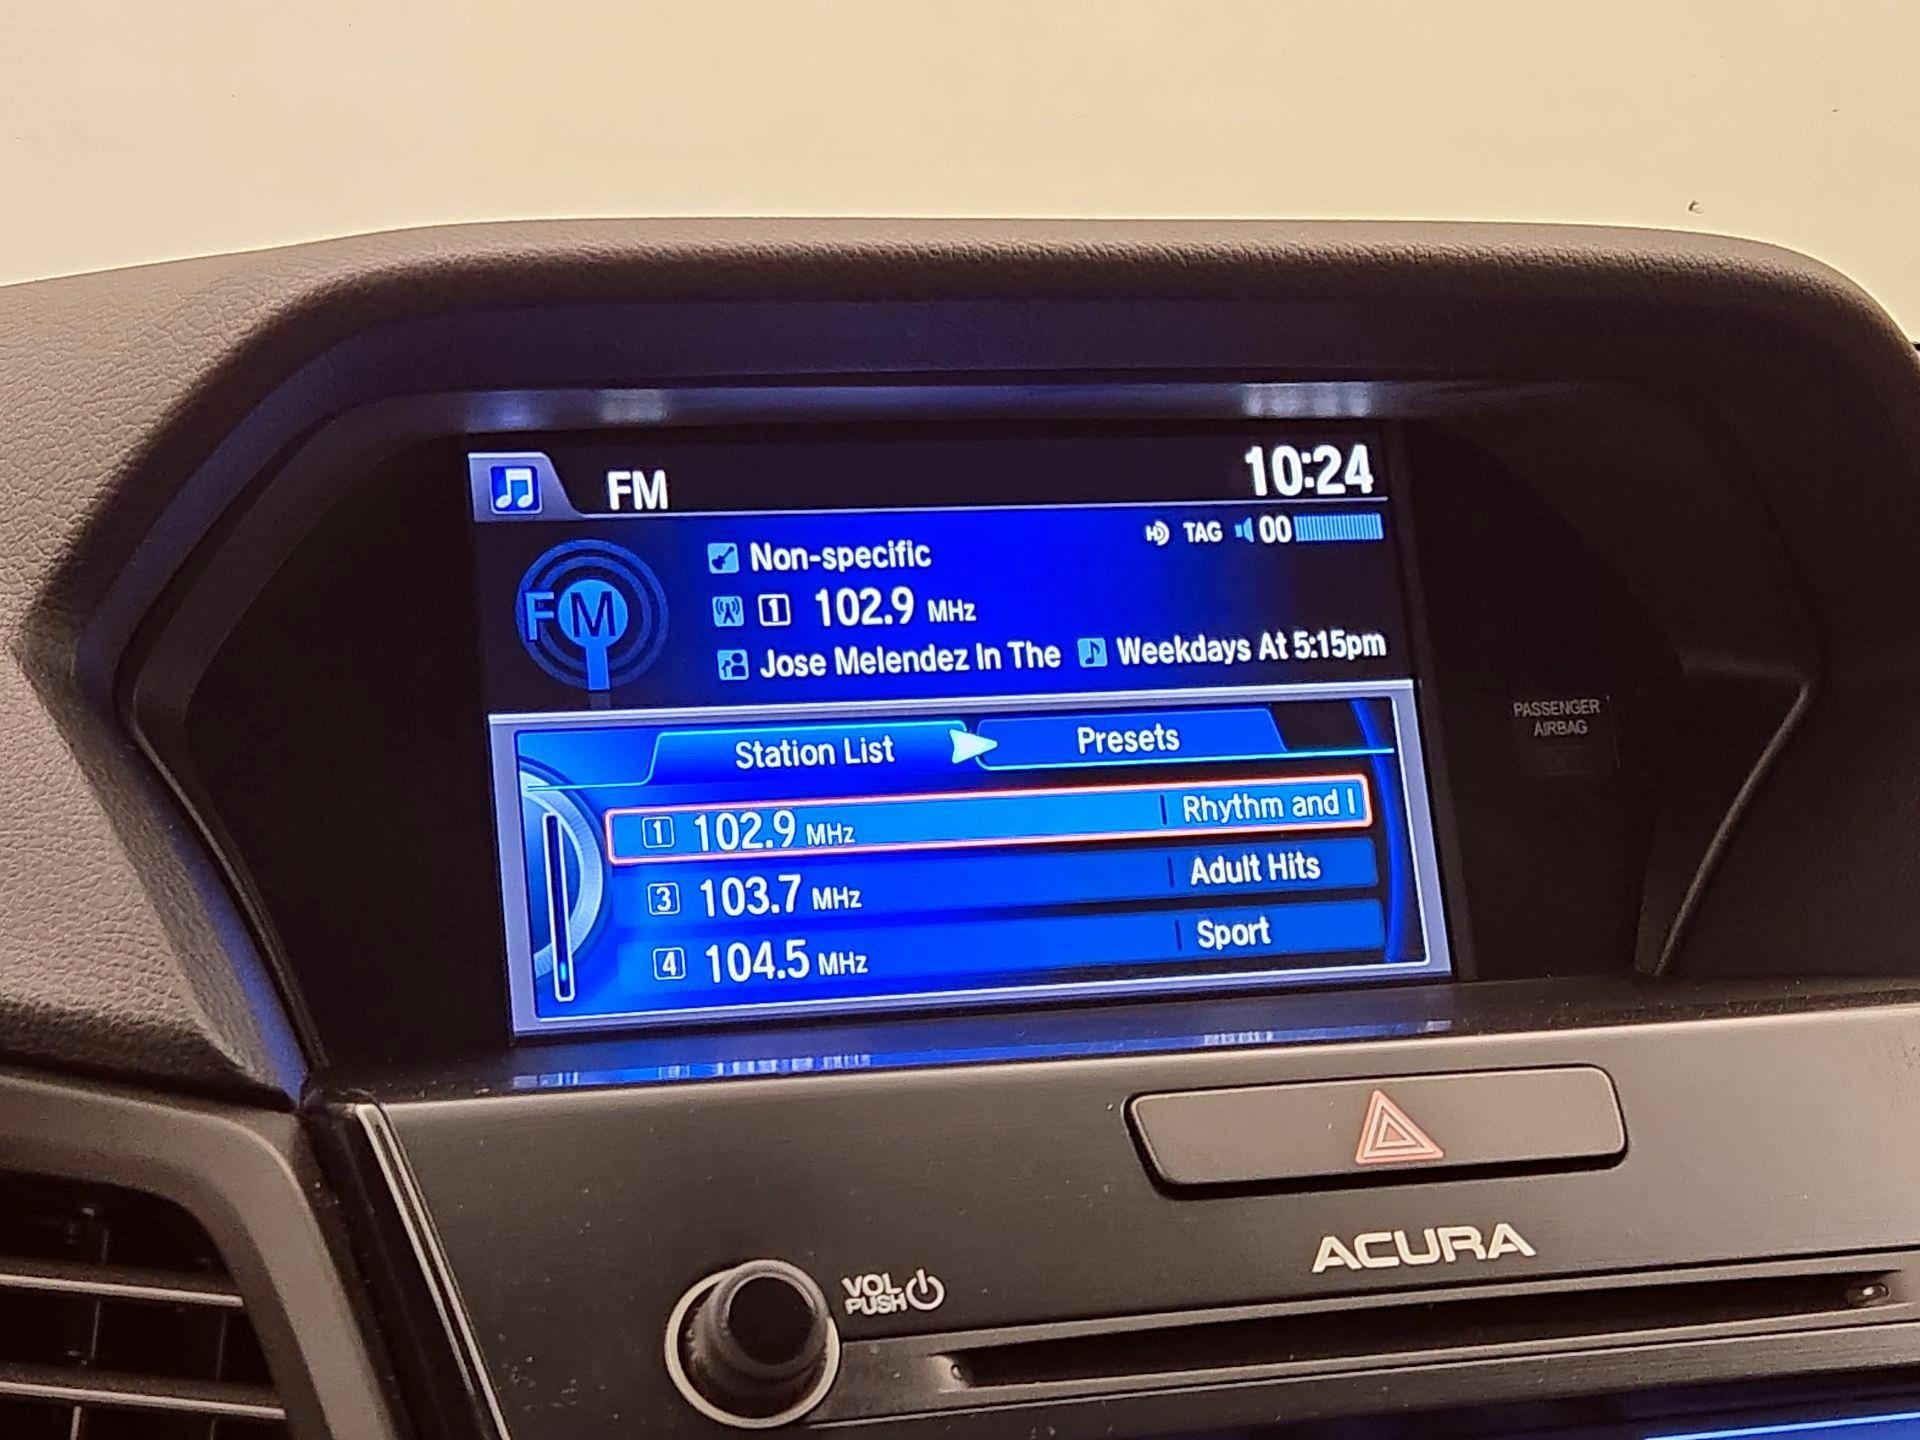 FM 10:24
HD TAG 00
Non-specific
FM
1 102.9 MHz
Jose Melendez In The Weekdays At 5:15pm
Station List Presets
1 102.9 MHz Rhythm and
3 103.7 MHz Adult Hits
4 104.5 MHz Sport
PASSENGER
AIRBAG
ACURA
VOL
PUSH